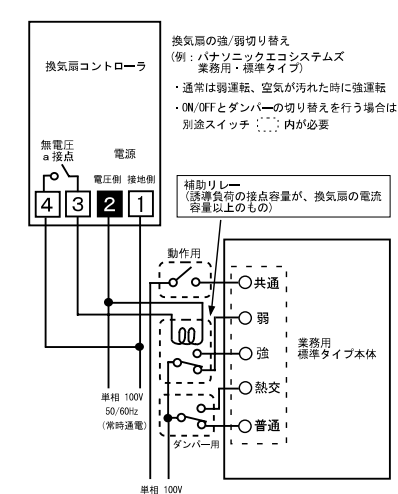 換気扇の強/弱切り替え
(例：パナソニックエコシステムズ
業務用・標準タイプ)
・通常は弱運転、空気が汚れた時に強運転
・ON/OFFとダンパーの切り替えを行う場合は
別途スイッチ 内が必要
換気扇コントローラ
無電圧
a 接点
電源
電圧側 接地側
4 3 2 1
補助リレー
(誘導負荷の接点容量が、換気扇の電流
容量以上のもの)
動作用
共通
弱
強
熱交
普通
業務用
標準タイプ本体
単相 100V
50/60Hz
(常時通電)
ダンパー用
単相 100V